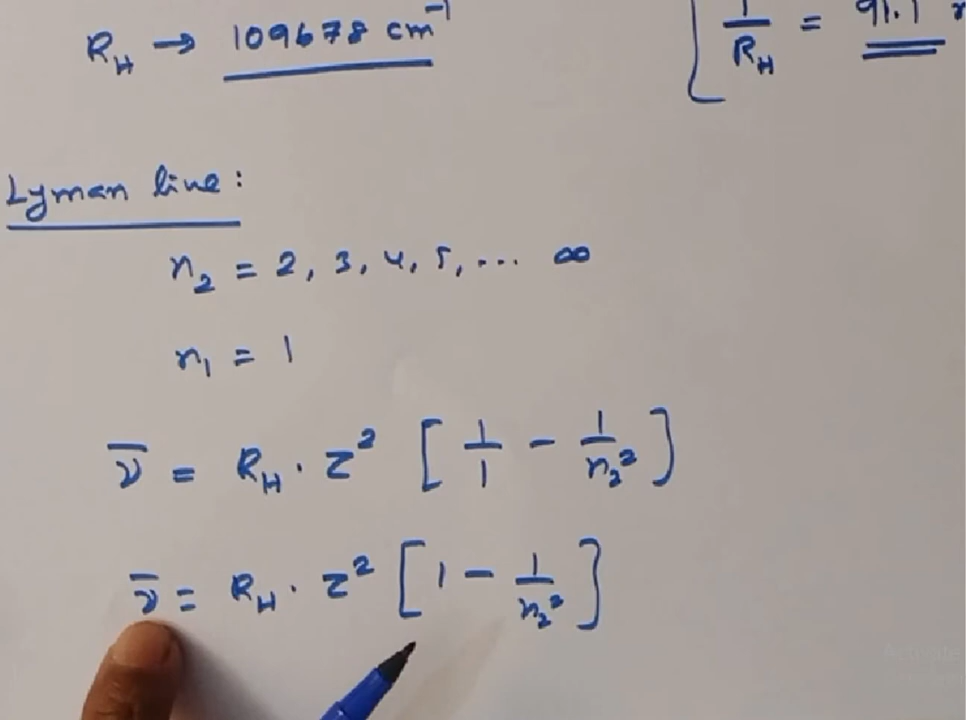 R_H → 109678 cm⁻¹
1/R_H = 91.1
Lyman line:
n₂ = 2, 3, 4, 5, ... ∞
n₁ = 1
ν̅ = R_H . Z² [1/1 - 1/n₂²]
ν̅ = R_H . Z² [1 - 1/n₂²]
Activate